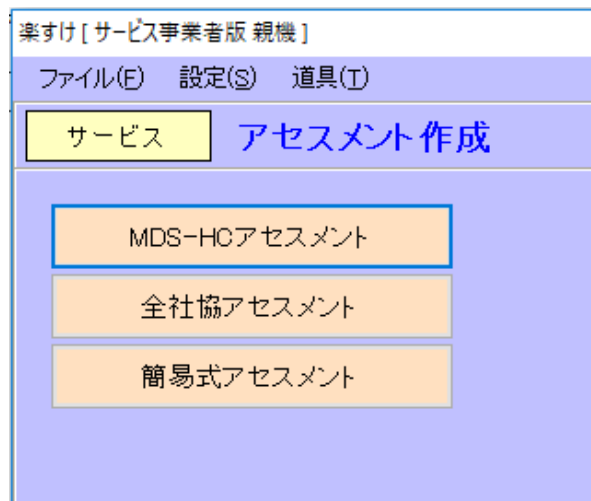 楽すけ [ サービス事業者版 親機 ]
ファイル(F) 設定(S) 道具(T)
サービス アセスメント作成
MDS-HCアセスメント
全社協アセスメント
簡易式アセスメント